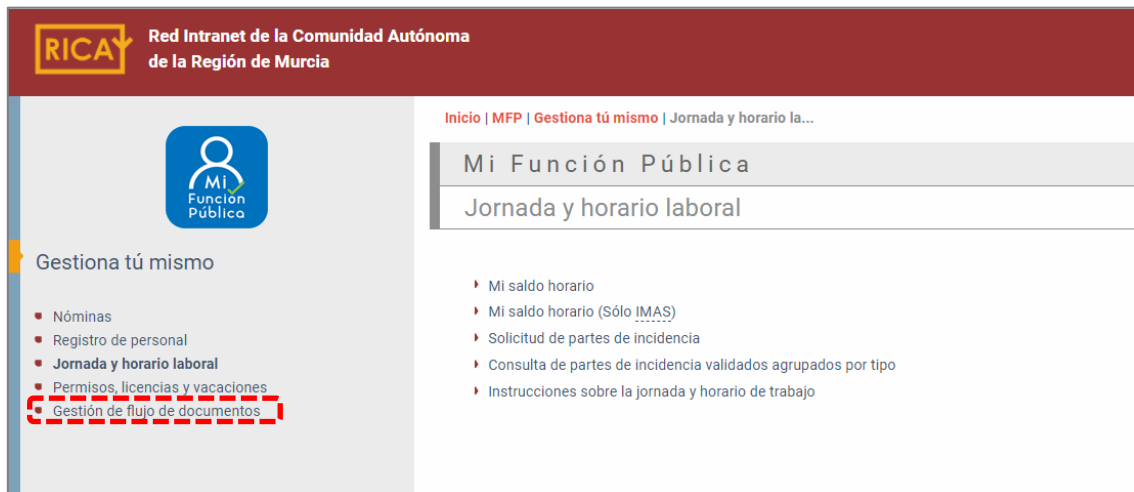 RICA
Red Intranet de la Comunidad Autónoma
de la Región de Murcia
Mi
Función
Pública
Gestiona tú mismo
Nóminas
Registro de personal
Jornada y horario laboral
Permisos, licencias y vacaciones
Gestión de flujo de documentos
Inicio | MFP | Gestiona tú mismo | Jornada y horario la...
Mi Función Pública
Jornada y horario laboral
Mi saldo horario
Mi saldo horario (Sólo IMAS)
Solicitud de partes de incidencia
Consulta de partes de incidencia validados agrupados por tipo
Instrucciones sobre la jornada y horario de trabajo